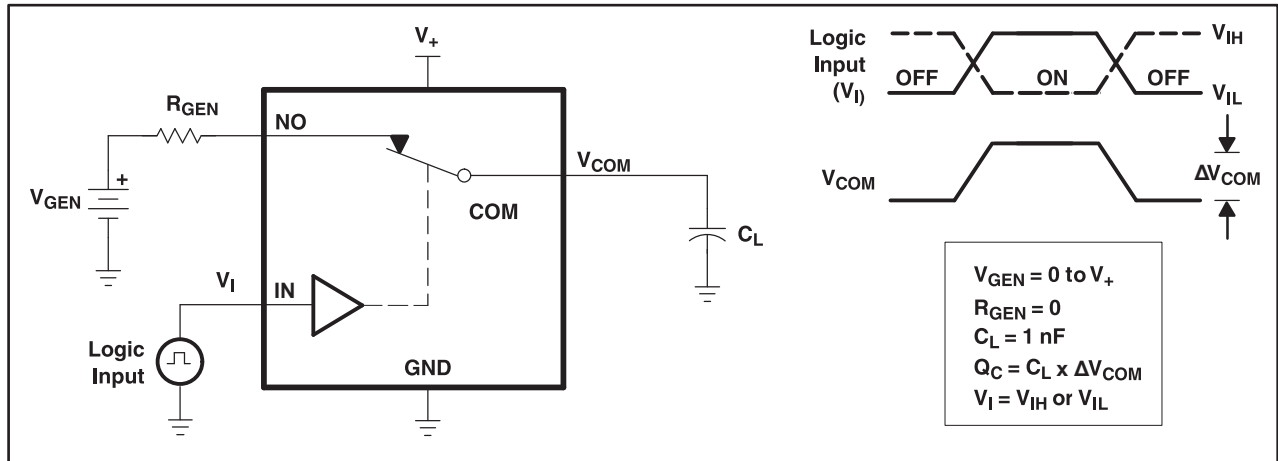 V+
RGEN
NO
VGEN
+
VCOM
COM
CL
VI
IN
Logic
Input
GND
Logic
Input
(VI)
OFF
ON
OFF
VIH
VIL
VCOM
ΔVCOM
VGEN = 0 to V+
RGEN = 0
CL = 1 nF
QC = CL x ΔVCOM
VI = VIH or VIL